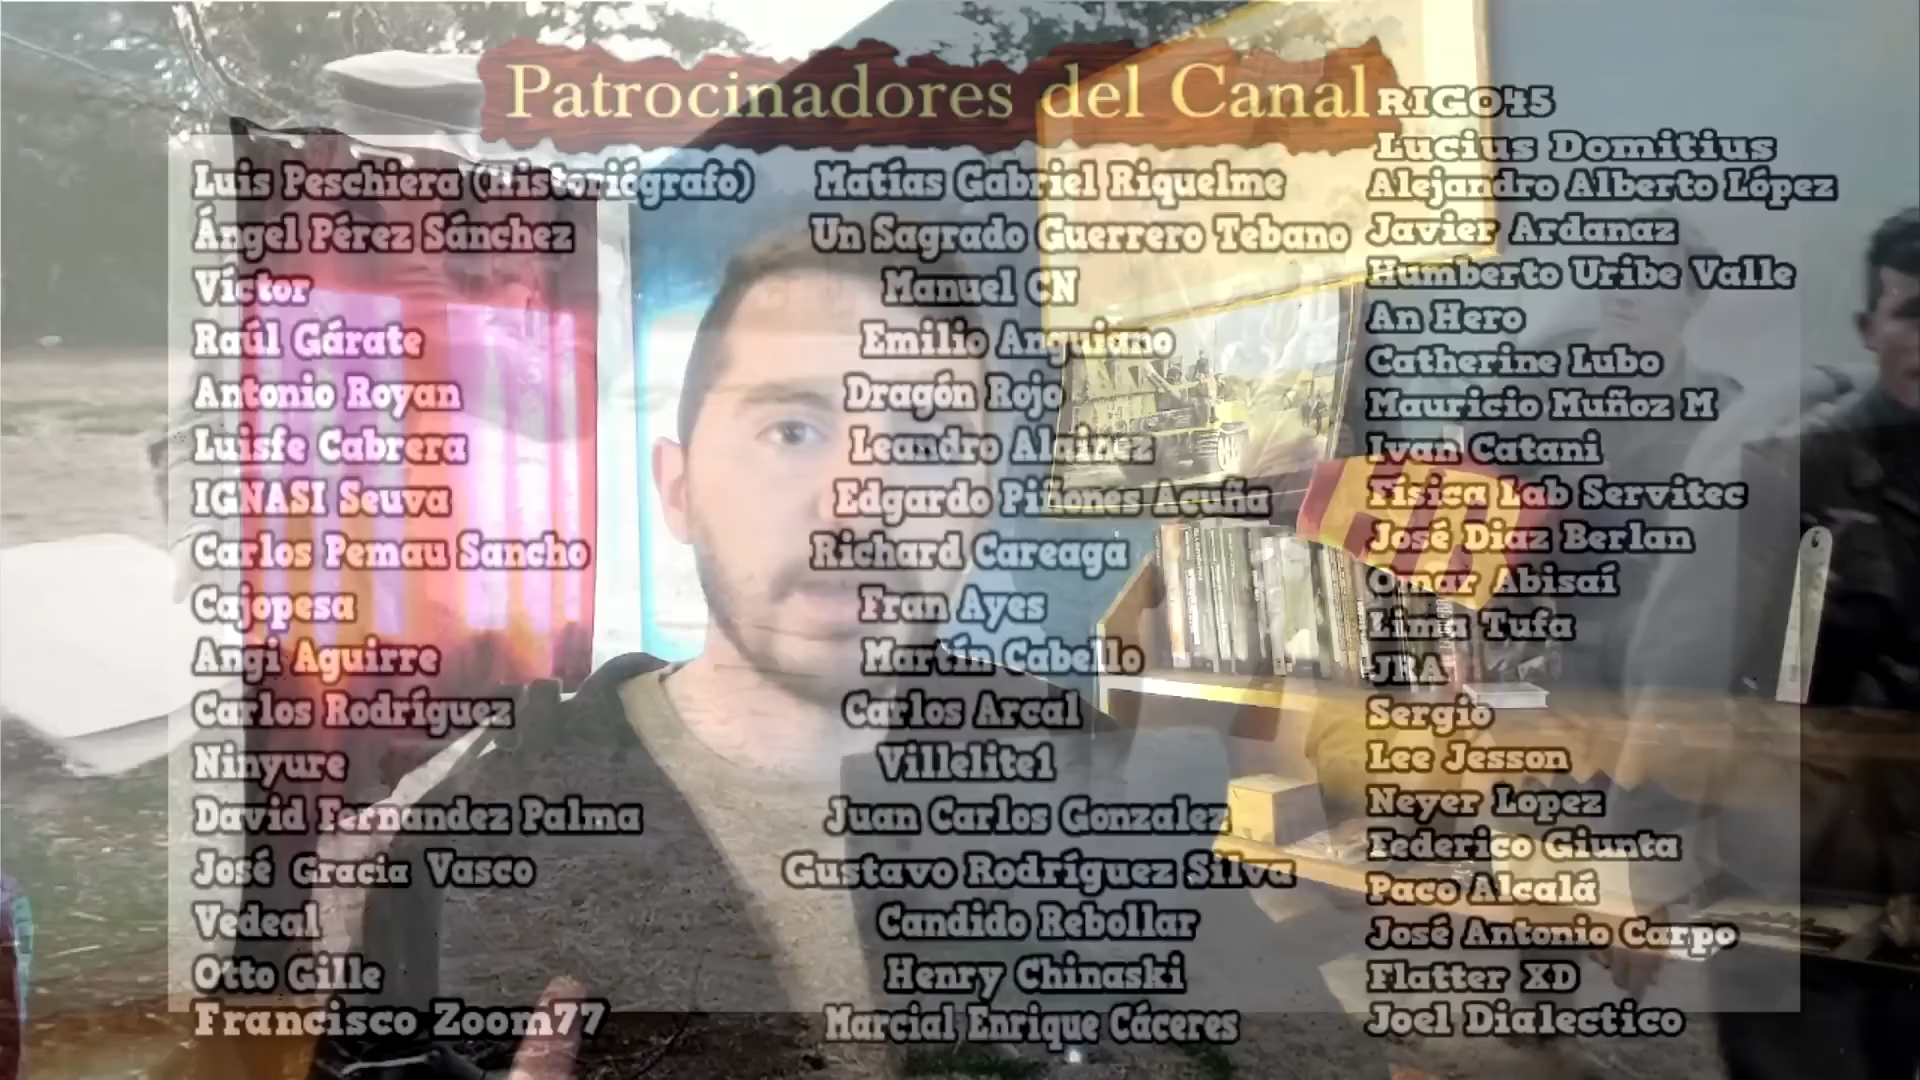 Patrocinadores del Canal
Luis Peschiera (Historiógrafo)
Ángel Pérez Sánchez
Víctor
Raúl Gárate
Antonio Royan
Luisfe Cabrera
IGNASI Seuva
Carlos Pemau Sancho
Cajopesa
Angi Aguirre
Carlos Rodríguez
Ninyure
David Fernandez Palma
José Gracia Vasco
Vedeal
Otto Gille
Francisco Zoom77
Matías Gabriel Riquelme
Un Sagrado Guerrero Tebano
Manuel CN
Emilio Anguiano
Dragón Rojo
Leandro Alainez
Edgardo Piñones Acuña
Richard Careaga
Fran Ayes
Martín Cabello
Carlos Arcal
Villelite1
Juan Carlos Gonzalez
Gustavo Rodríguez Silva
Candido Rebollar
Henry Chinaski
Marcial Enrique Cáceres
RIGO45
Lucius Domitius
Alejandro Alberto López
Javier Ardanaz
Humberto Uribe Valle
An Hero
Catherine Lubo
Mauricio Muñoz M
Ivan Catani
Física Lab Servitec
José Diaz Berlan
Omar Abisaí
Lima Tufa
JRA
Sergio
Lee Jesson
Neyer Lopez
Federico Giunta
Paco Alcalá
José Antonio Carpo
Flatter XD
Joel Dialectico